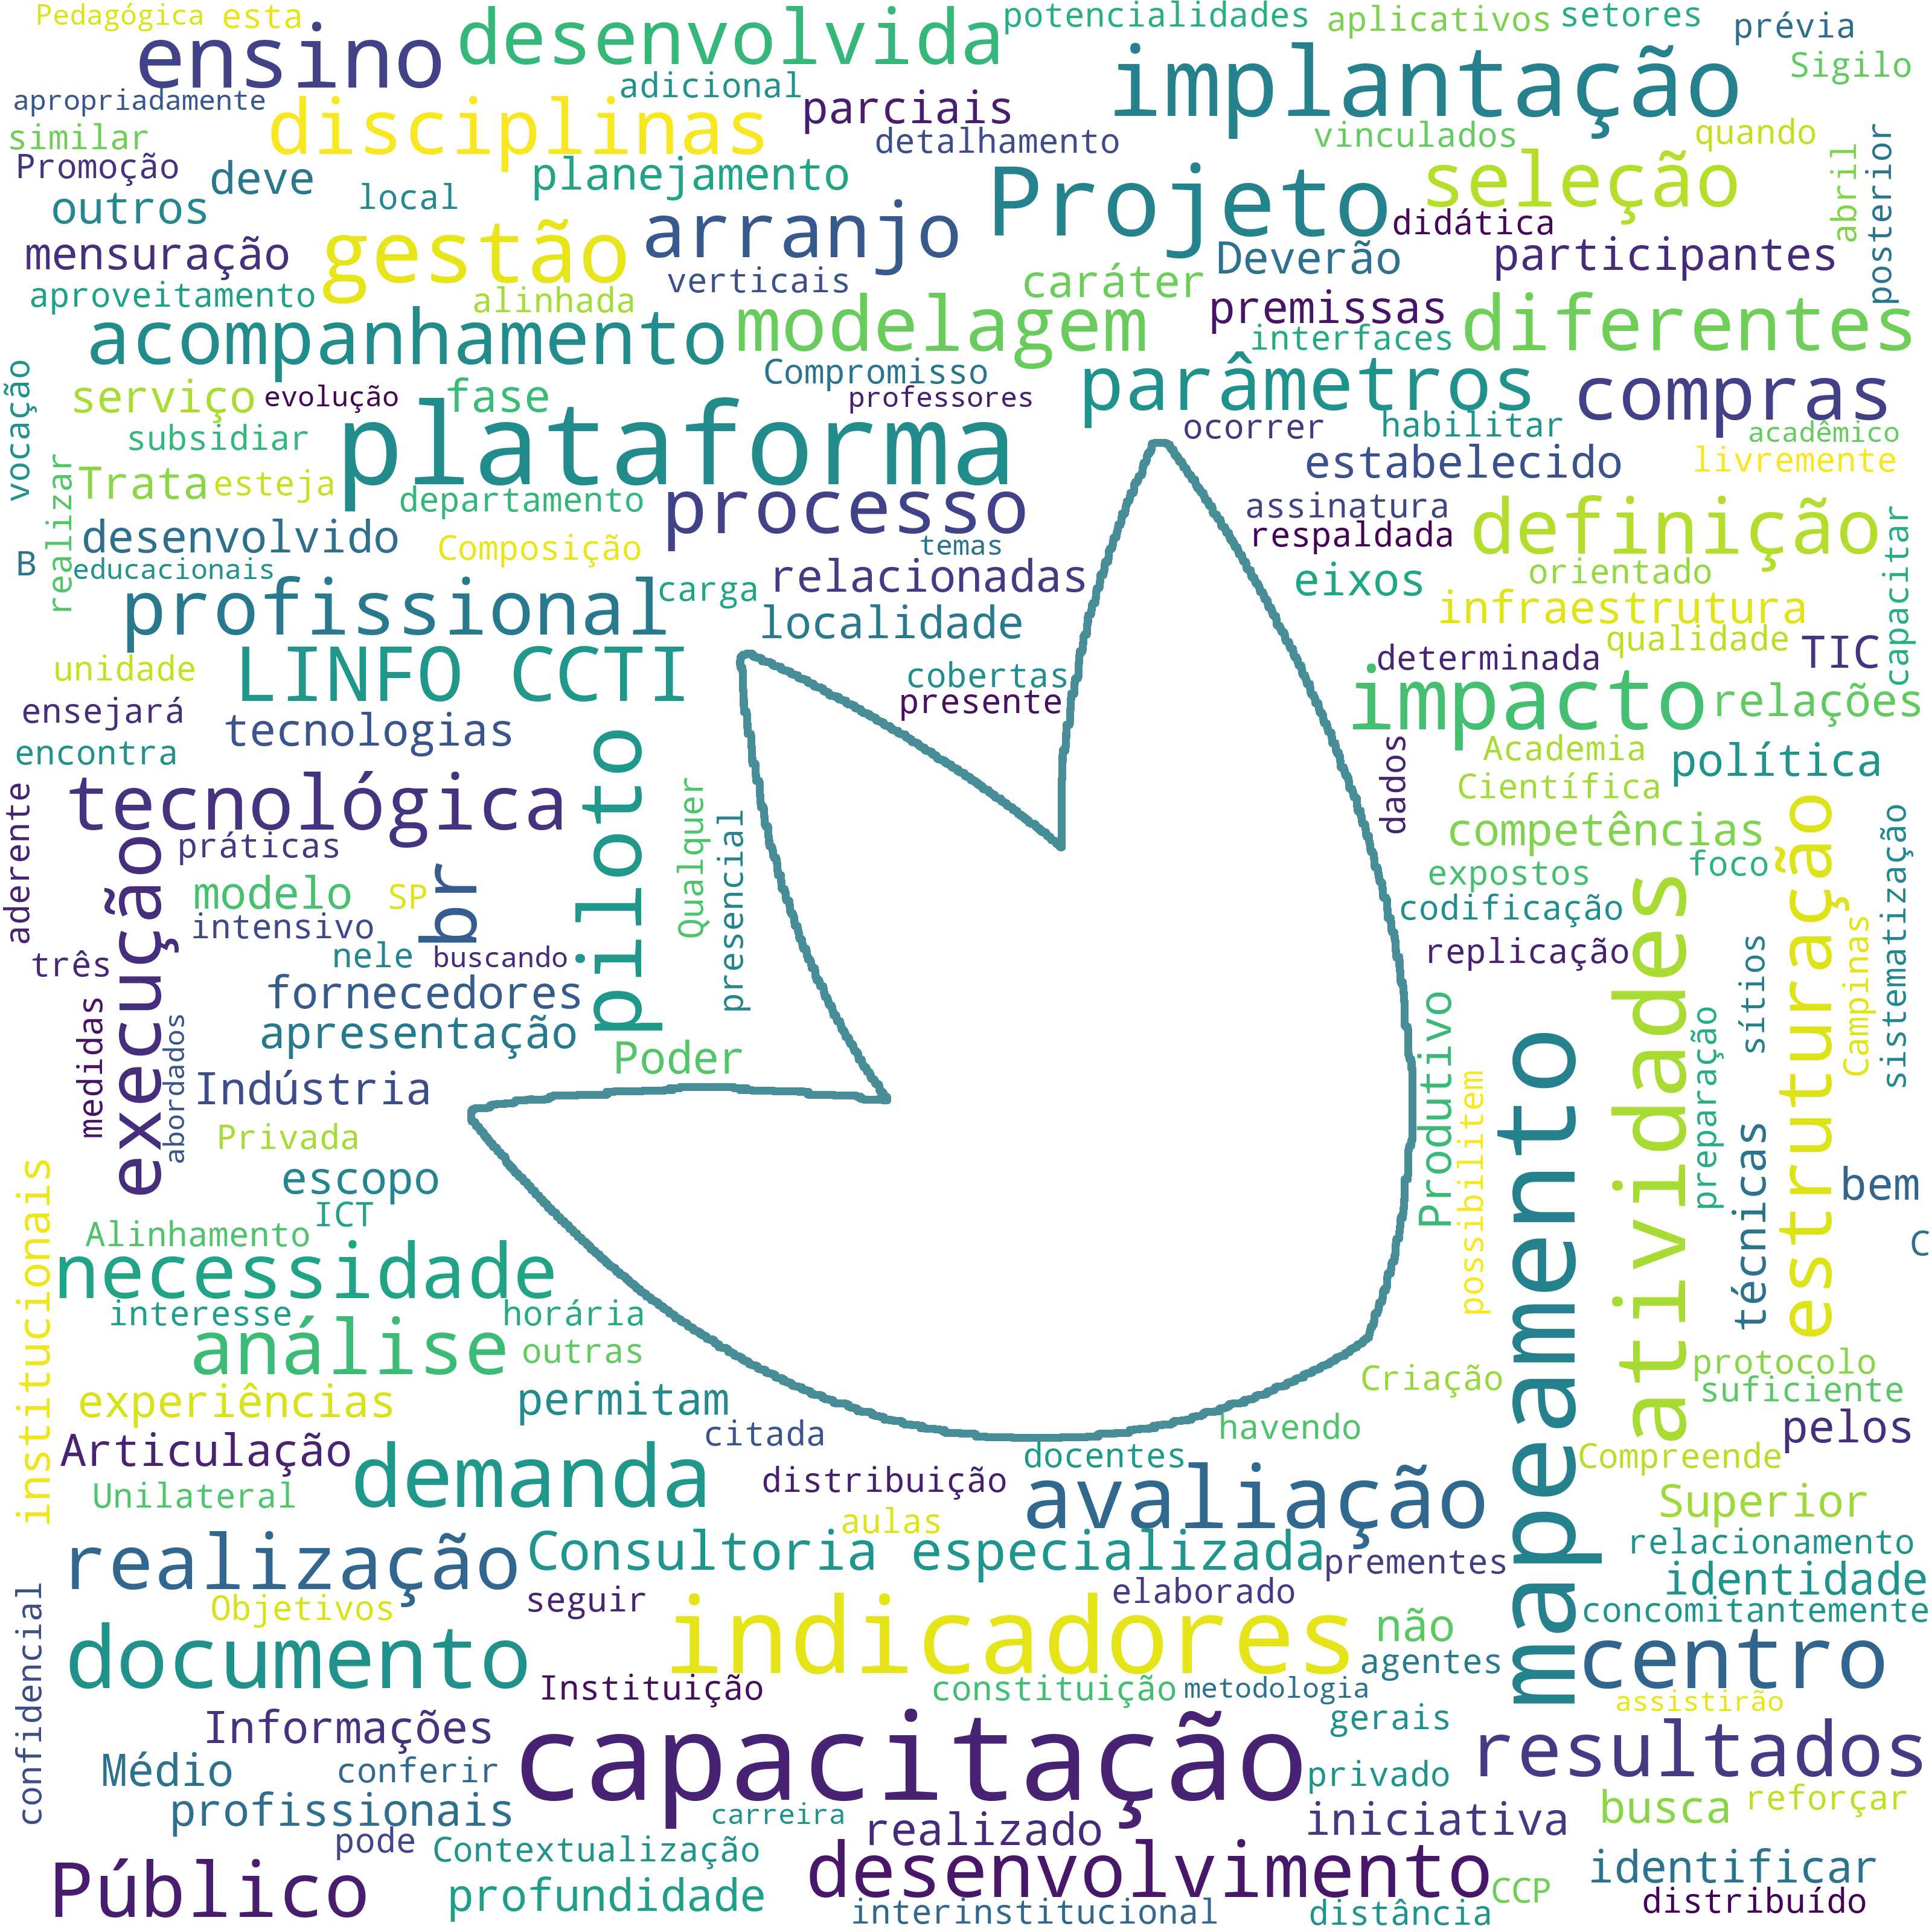 Pedagógica
esta
ensino
desenvolvida
potencialidades
aplicativos
setores
prévia
implantação
Sigilo
apropriadamente
adicional
disciplinas
parciais
similar
detalhamento
vinculados
quando
Promoção
deve
local
planejamento
Projeto
seleção
abril
posterior
outros
arranjo
didática
mensuração
gestão
Deverão
participantes
verticais
caráter
aproveitamento
alinhada
premissas
acompanhamento
modelagem
interfaces
diferentes
vocação
serviço
evolução
fase
Compromisso
professores
parâmetros
compras
subsidiar
plataforma
ocorrer
habilitar
acadêmico
realizar
Trata
esteja
departamento
processo
estabelecido
livremente
assinatura
desenvolvido
Composição
temas
respaldada
definição
capacitar
B
educacionais
profissional
carga
relacionadas
eixos
orientado
localidade
infraestrutura
unidade
LINFO CCTI
cobertas
determinada
qualidade
TIC
ensejará
presente
impacto
relações
tecnologias
encontra
piloto
dados
Academia
política
aderente
tecnológica
Qualquer
presencial
Científica
estruturação
sistematização
execução
práticas
br
competências
modelo
SP
expostos
foco
intensivo
codificação
atividades
três
nele
buscando
replicação
sítios
Campinas
medidas
abordados
fornecedores
Produtivo
apresentação
Poder
mapeamento
preparação
Indústria
possibilitem
Privada
técnicas
institucionais
escopo
bem
ICT
Alinhamento
C
necessidade
interesse
horária
análise
outras
Criação
protocolo
experiências
permitam
suficiente
Articulação
citada
havendo
pelos
demanda
docentes
Compreende
Unilateral
distribuição
avaliação
Superior
aulas
realização
Consultoria especializada
prementes
relacionamento
confidencial
seguir
elaborado
identidade
Objetivos
indicadores
não
concomitantemente
documento
agentes
centro
Instituição
constituição
metodologia
assistirão
Informações
capacitação
gerais
resultados
Médio
conferir
privado
profissionais
carreira
realizado
iniciativa
busca
reforçar
pode
Contextualização
Público
profundidade
desenvolvimento
CCP
identificar
interinstitucional
distância
distribuído